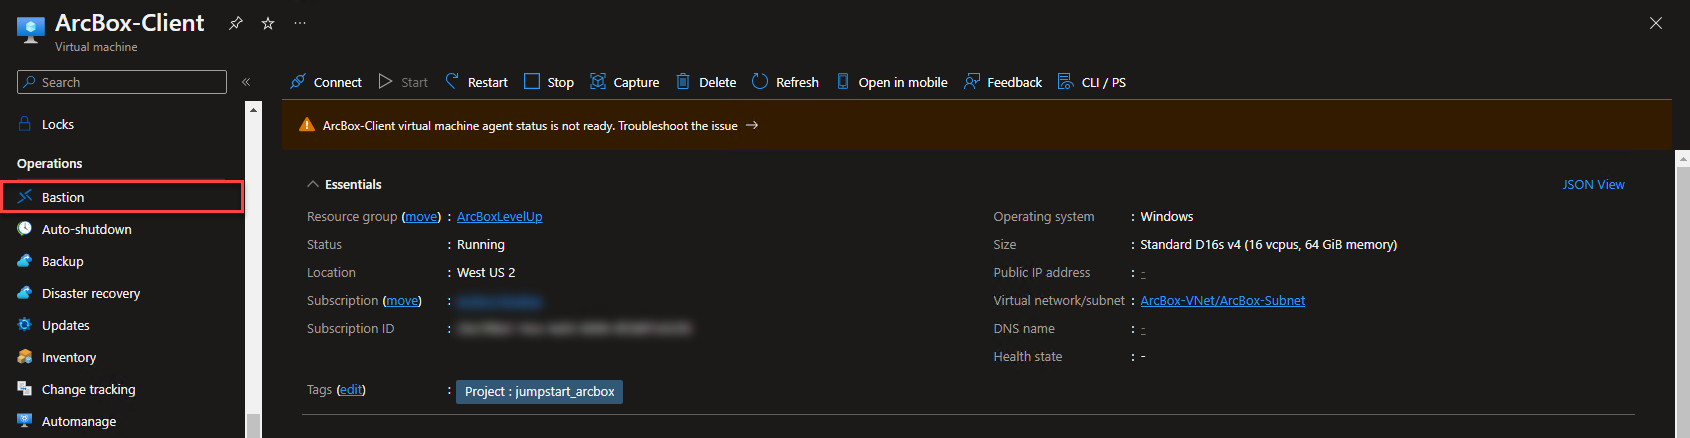 ArcBox-Client
Virtual machine
Search
«
Connect Start Restart Stop Capture Delete Refresh Open in mobile Feedback CLI / PS
ArcBox-Client virtual machine agent status is not ready. Troubleshoot the issue →
Locks
Operations
Bastion
Auto-shutdown
Backup
Disaster recovery
Updates
Inventory
Change tracking
Automanage
Essentials
JSON View
Resource group (move) : ArcBoxLevelUp
Status : Running
Location : West US 2
Subscription (move) :
Subscription ID :
Operating system : Windows
Size : Standard D16s v4 (16 vcpus, 64 GiB memory)
Public IP address : -
Virtual network/subnet : ArcBox-VNet/ArcBox-Subnet
DNS name : -
Health state : -
Tags (edit) : Project : jumpstart_arcbox